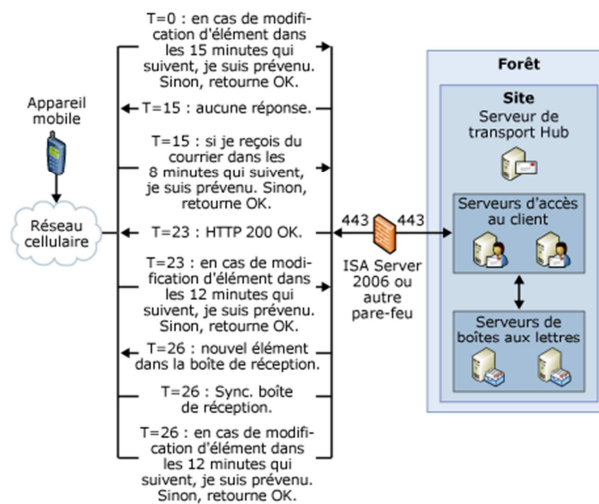 T=0 : en cas de modifi-
cation d'élément dans
les 15 minutes qui
suivent, je suis prévenu.
Sinon, retourne OK.
T=15 : aucune réponse.
T=15 : si je reçois du
courrier dans les
8 minutes qui suivent,
je suis prévenu. Sinon,
retourne OK.
T=23 : HTTP 200 OK.
T=23 : en cas de modi-
fication d'élément dans
les 12 minutes qui
suivent, je suis prévenu.
Sinon, retourne OK.
T=26 : nouvel élément
dans la boîte de réception.
T=26 : Sync. boîte
de réception.
T=26 : en cas de modifi-
cation d'élément dans
les 12 minutes qui
suivent, je suis prévenu.
Sinon, retourne OK.
Appareil
mobile
Réseau
cellulaire
443 443
ISA Server
2006 ou
autre
pare-feu
Forêt
Site
Serveur de
transport Hub
Serveurs d'accès
au client
Serveurs de
boîtes aux lettres